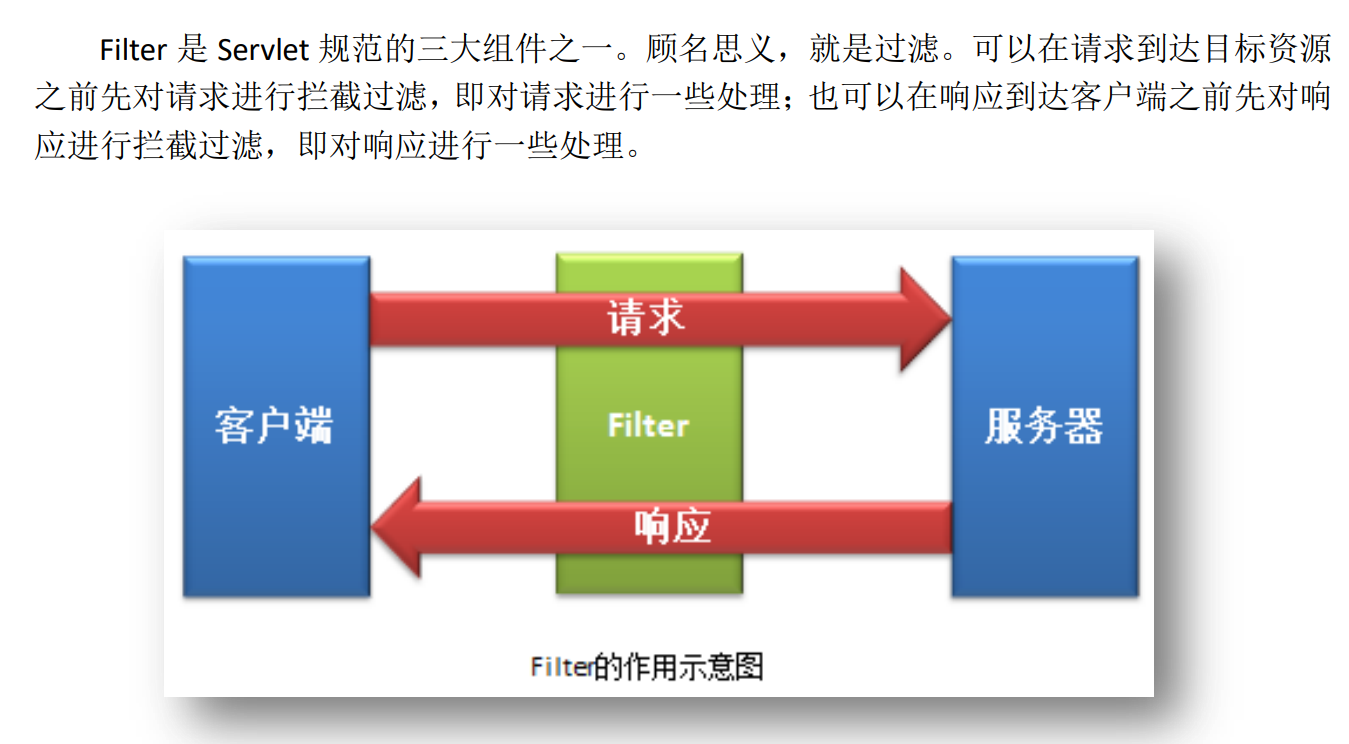 Filter 是 Servlet 规范的三大组件之一。顾名思义，就是过滤。可以在请求到达目标资源
之前先对请求进行拦截过滤，即对请求进行一些处理；也可以在响应到达客户端之前先对响
应进行拦截过滤，即对响应进行一些处理。
请求
客户端
Filter
服务器
响应
Filter的作用示意图